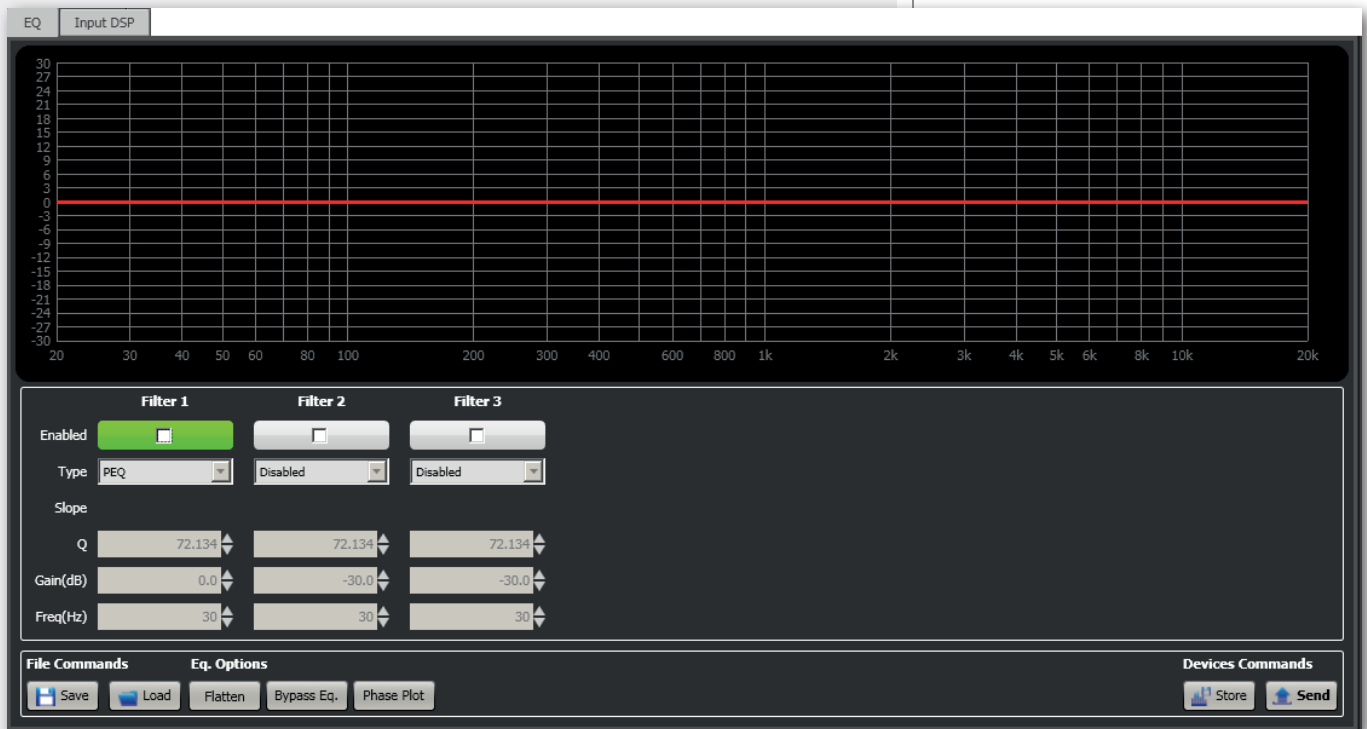 EQ Input DSP
30
27
24
21
18
15
12
9
6
3
0
-3
-6
-9
-12
-15
-18
-21
-24
-27
-30
20 30 40 50 60 80 100 200 300 400 600 800 1k 2k 3k 4k 5k 6k 8k 10k 20k
Filter 1 Filter 2 Filter 3
Enabled
Type PEQ Disabled Disabled
Slope
Q 72.134 72.134 72.134
Gain(dB) 0.0 -30.0 -30.0
Freq(Hz) 30 30 30
File Commands Eq. Options Devices Commands
Save Load Flatten Bypass Eq. Phase Plot Store Send